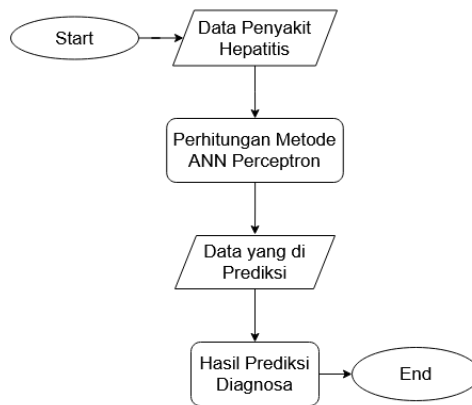 Start
Data Penyakit
Hepatitis
Perhitungan Metode
ANN Perceptron
Data yang di
Prediksi
Hasil Prediksi
Diagnosa
End